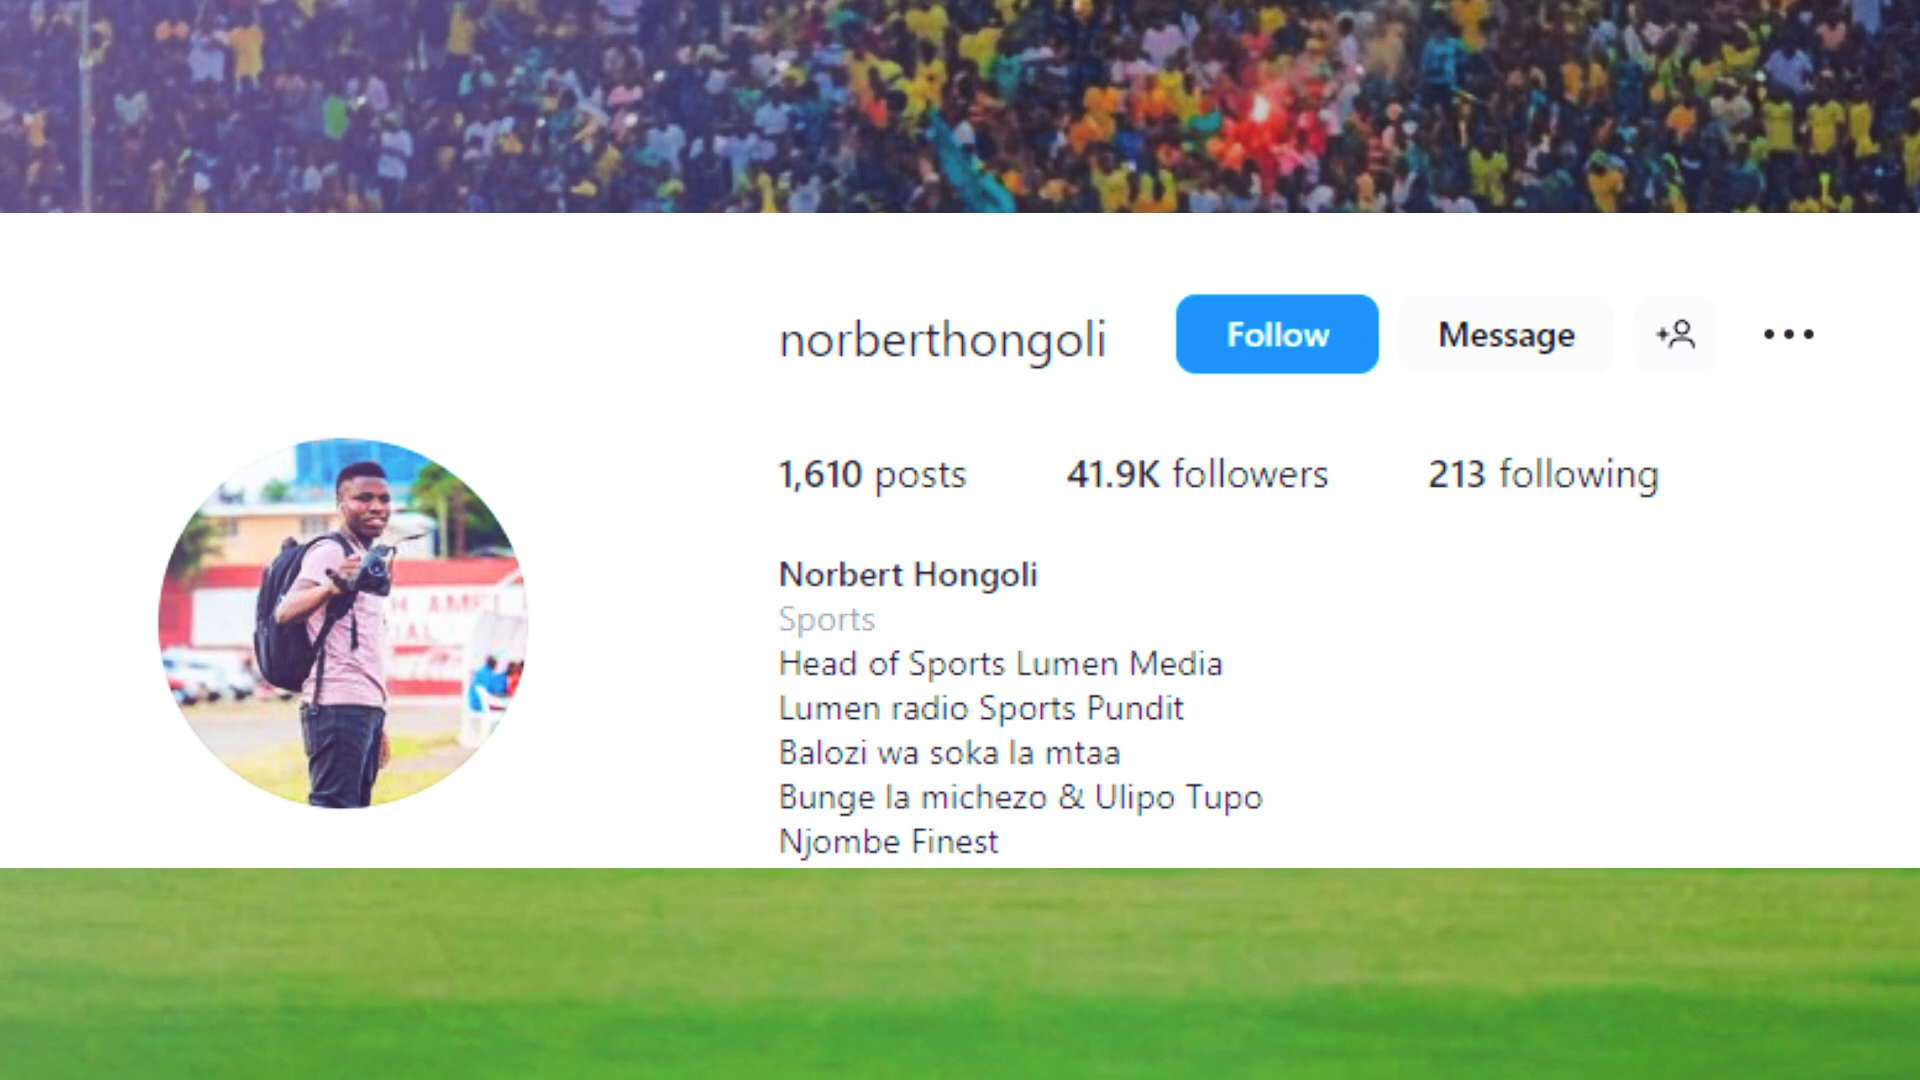 norberthongoli Follow Message
1,610 posts 41.9K followers 213 following
Norbert Hongoli
Sports
Head of Sports Lumen Media
Lumen radio Sports Pundit
Balozi wa soka la mtaa
Bunge la michezo & Ulipo Tupo
Njombe Finest